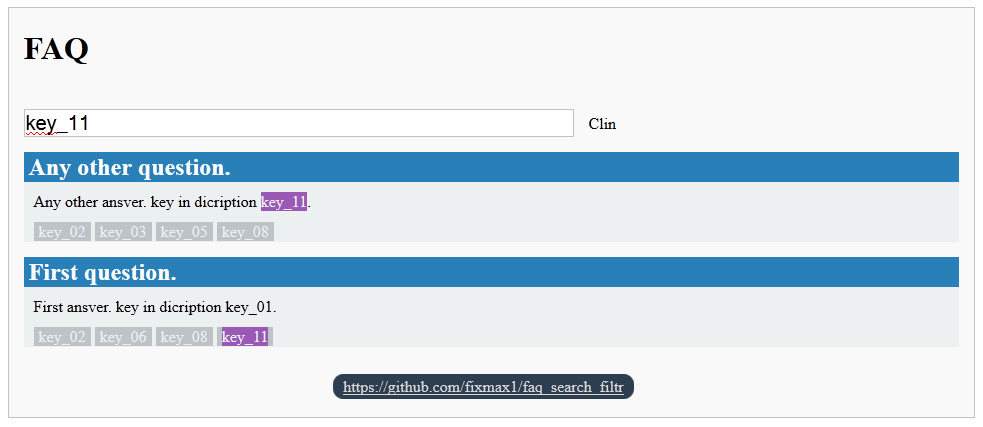 FAQ
key_11 Clin
Any other question.
Any other ansver. key in dicription key_11.
key_02 key_03 key_05 key_08
First question.
First ansver. key in dicription key_01.
key_02 key_06 key_08 key_11
https://github.com/fixmax1/faq_search_filtr